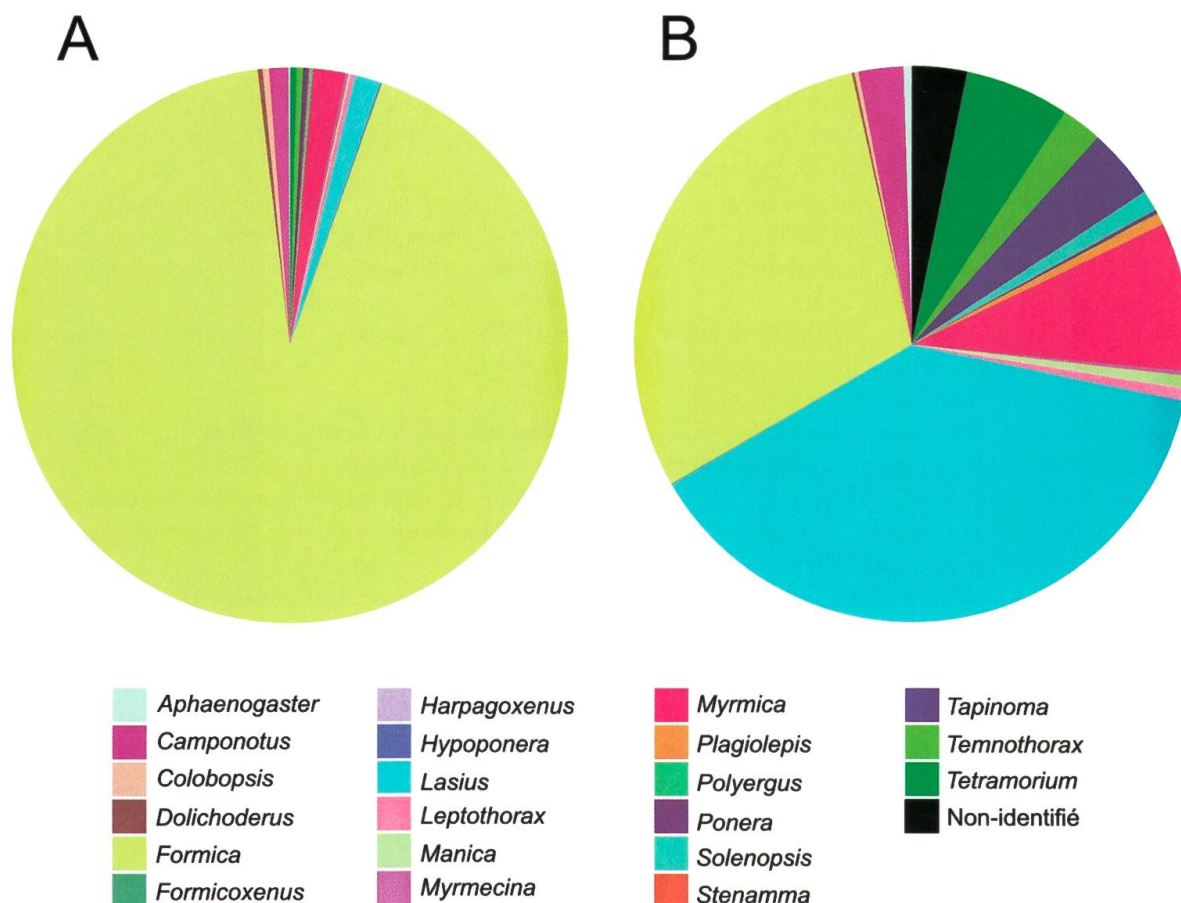 A
B
Aphaenogaster
Camponotus
Colobopsis
Dolichoderus
Formica
Formicoxenus
Harpagoxenus
Hypoponera
Lasius
Leptothorax
Manica
Myrmecina
Myrmica
Plagiolepis
Polyergus
Ponera
Solenopsis
Stenamma
Tapinoma
Temnothorax
Tetramorium
Non-identifié